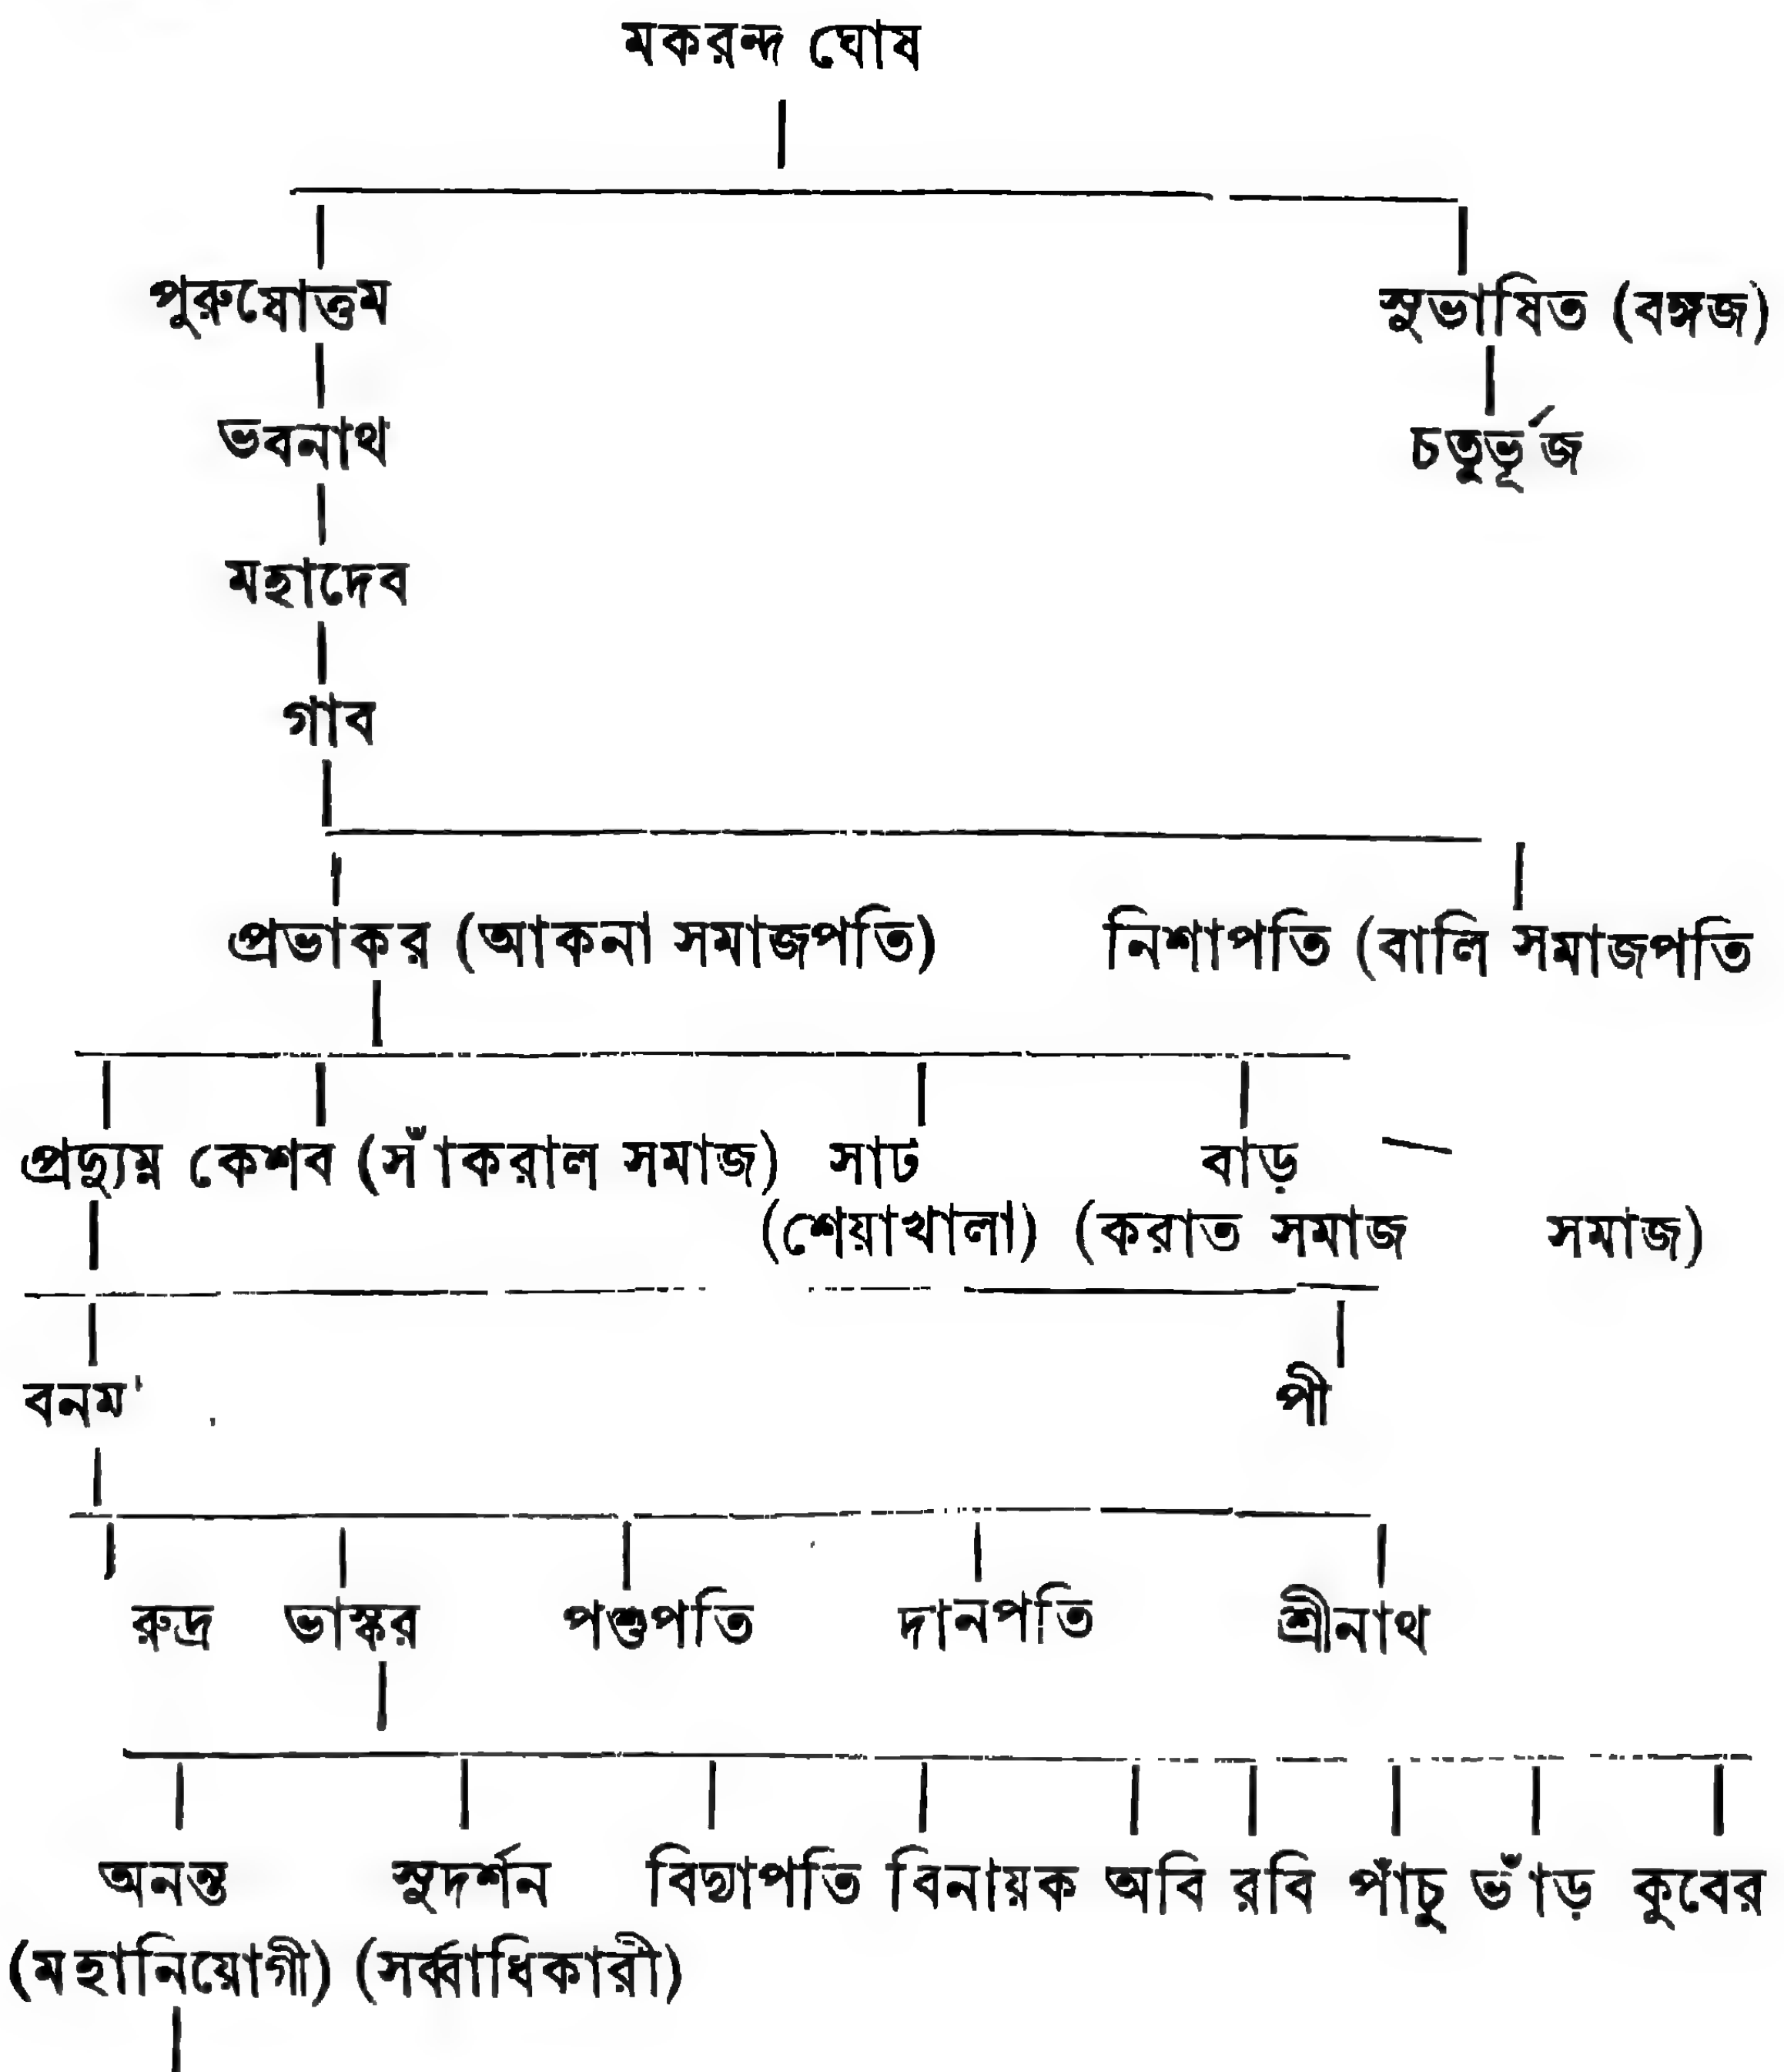 মকরন্দ ঘোষ
পুরুষোত্তম সুভাষিত (বঙ্গজ)
ভবনাথ চতুর্ভূজ
মহাদেব
গাব
প্রভাকর (আকনা সমাজপতি) নিশাপতি (বালি সমাজপতি
প্রদ্যুম্ন কেশব (সাঁকরাল সমাজ) সাট বাড়
(শেয়াখালা) (করাত সমাজ সমাজ)
রুদ্র ভাস্কর পশুপতি দানপতি শ্রীনাথ
অনন্ত সুদর্শন বিদ্যাপতি বিনায়ক অবি রবি পাঁচু ভাঁড় কুবের
(মহানিয়োগী) (সর্ব্বাধিকারী)